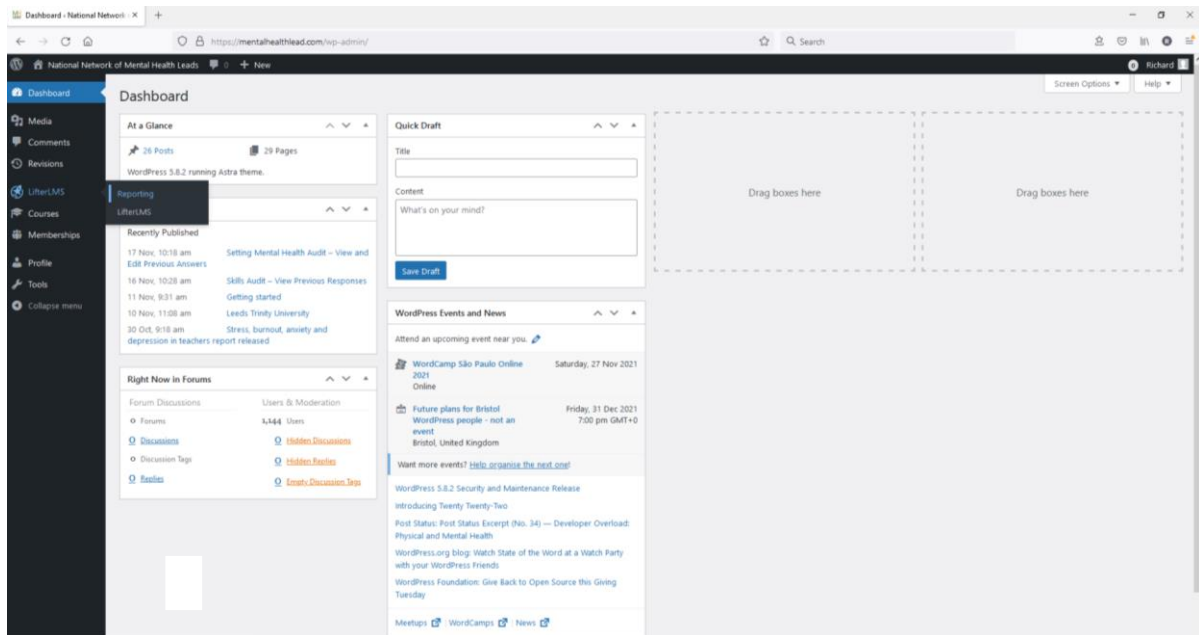 Dashboard ‹ National Network
https://mentalhealthlead.com/wp-admin/
Search
National Network of Mental Health Leads 0 + New
0 Richard
Screen Options ▼ Help ▼
Dashboard
Media
Comments
Revisions
LifterLMS
Courses
Memberships
Profile
Tools
Collapse menu
Reporting
LifterLMS
Dashboard
At a Glance
26 Posts 29 Pages
WordPress 5.8.2 running Astra theme.
Recently Published
17 Nov, 10:18 am Setting Mental Health Audit – View and
Edit Previous Answers
16 Nov, 10:28 am Skills Audit – View Previous Responses
11 Nov, 9:31 am Getting started
10 Nov, 11:08 am Leeds Trinity University
30 Oct, 9:18 am Stress, burnout, anxiety and
depression in teachers report released
Right Now in Forums
Forum Discussions Users & Moderation
0 Forums 1,144 Users
0 Discussions 0 Hidden Discussions
0 Discussion Tags 0 Hidden Replies
0 Replies 0 Empty Discussion Tags
Quick Draft
Title
Content
What's on your mind?
Save Draft
WordPress Events and News
Attend an upcoming event near you.
WordCamp São Paulo Online Saturday, 27 Nov 2021
2021
Online
Future plans for Bristol Friday, 31 Dec 2021
WordPress people - not an 7:00 pm GMT+0
event
Bristol, United Kingdom
Want more events? Help organise the next one!
WordPress 5.8.2 Security and Maintenance Release
Introducing Twenty Twenty-Two
Post Status: Post Status Excerpt (No. 34) — Developer Overload:
Physical and Mental Health
WordPress.org blog: Watch State of the Word at a Watch Party
with your WordPress Friends
WordPress Foundation: Give Back to Open Source this Giving
Tuesday
Meetups WordCamps News
Drag boxes here
Drag boxes here